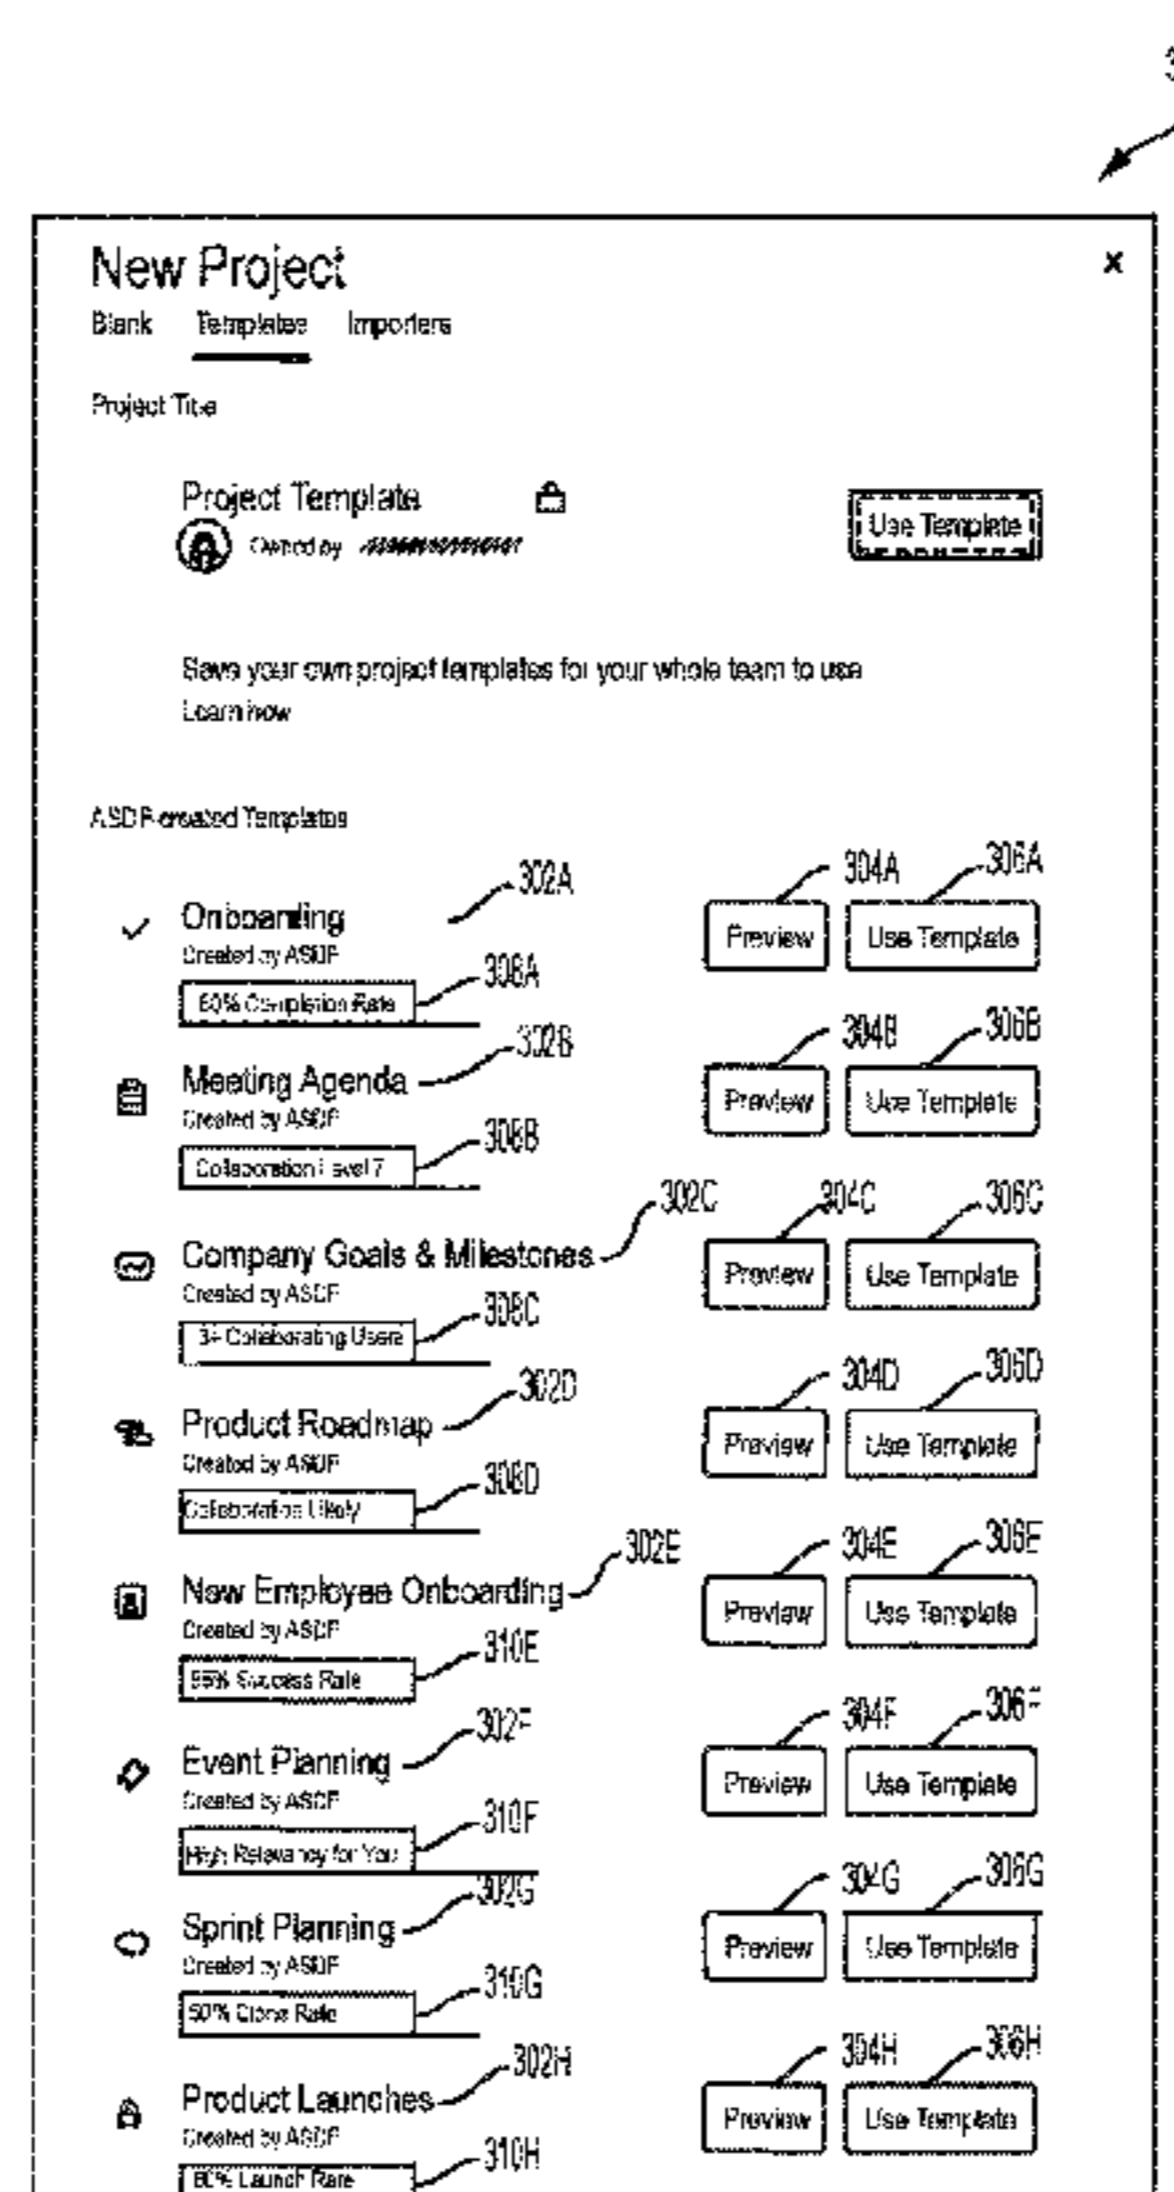 3
New Project x
Blank Templates Importers
Project Title
Project Template
Use Template
Owned by
Save your own project templates for your whole team to use
Learn how
ASDF-created Templates
302A 304A 306A
Onboarding Preview Use Template
Created by ASDF
308A
60% Completion Rate
302B 304B 306B
Meeting Agenda Preview Use Template
Created by ASDF
308B
Collaboration Level 7
302C 304C 306C
Company Goals & Milestones Preview Use Template
Created by ASDF
308C
3+ Collaborating Users
302D 304D 306D
Product Roadmap Preview Use Template
Created by ASDF
308D
Collaboration Likely
302E 304E 306E
New Employee Onboarding Preview Use Template
Created by ASDF
310E
95% Success Rate
302F 304F 306F
Event Planning Preview Use Template
Created by ASDF
310F
High Relevancy for You
302G 304G 306G
Sprint Planning Preview Use Template
Created by ASDF
310G
50% Clone Rate
302H 304H 306H
Product Launches Preview Use Template
Created by ASDF
310H
80% Launch Rate